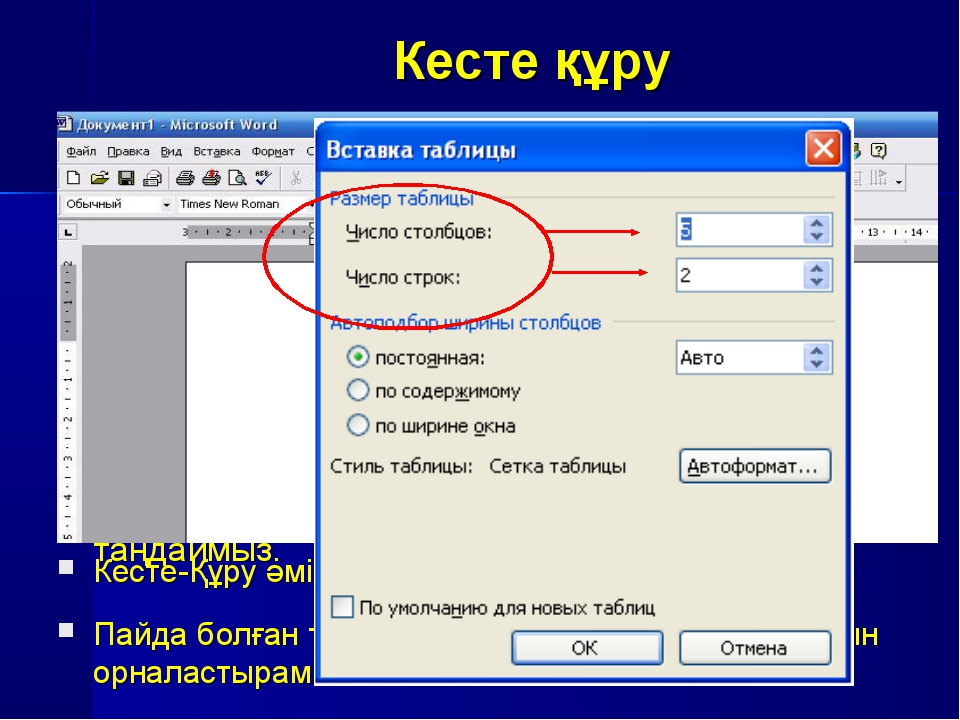 Кесте құру
Документ1 - Microsoft Word
Файл Правка Вид Вставка Формат С
Обычный Times New Roman
3 · 1 · 2 · 1 · 1 ·
· 13 · 1 · 14 ·
Вставка таблицы
Размер таблицы
Число столбцов: 5
Число строк: 2
Автоподбор ширины столбцов
постоянная: Авто
по содержимому
по ширине окна
Стиль таблицы: Сетка таблицы Автоформат...
По умолчанию для новых таблиц
ОК Отмена
таңдаймыз.
Кесте-Құру әмі
Пайда болған т ын
орналастырам